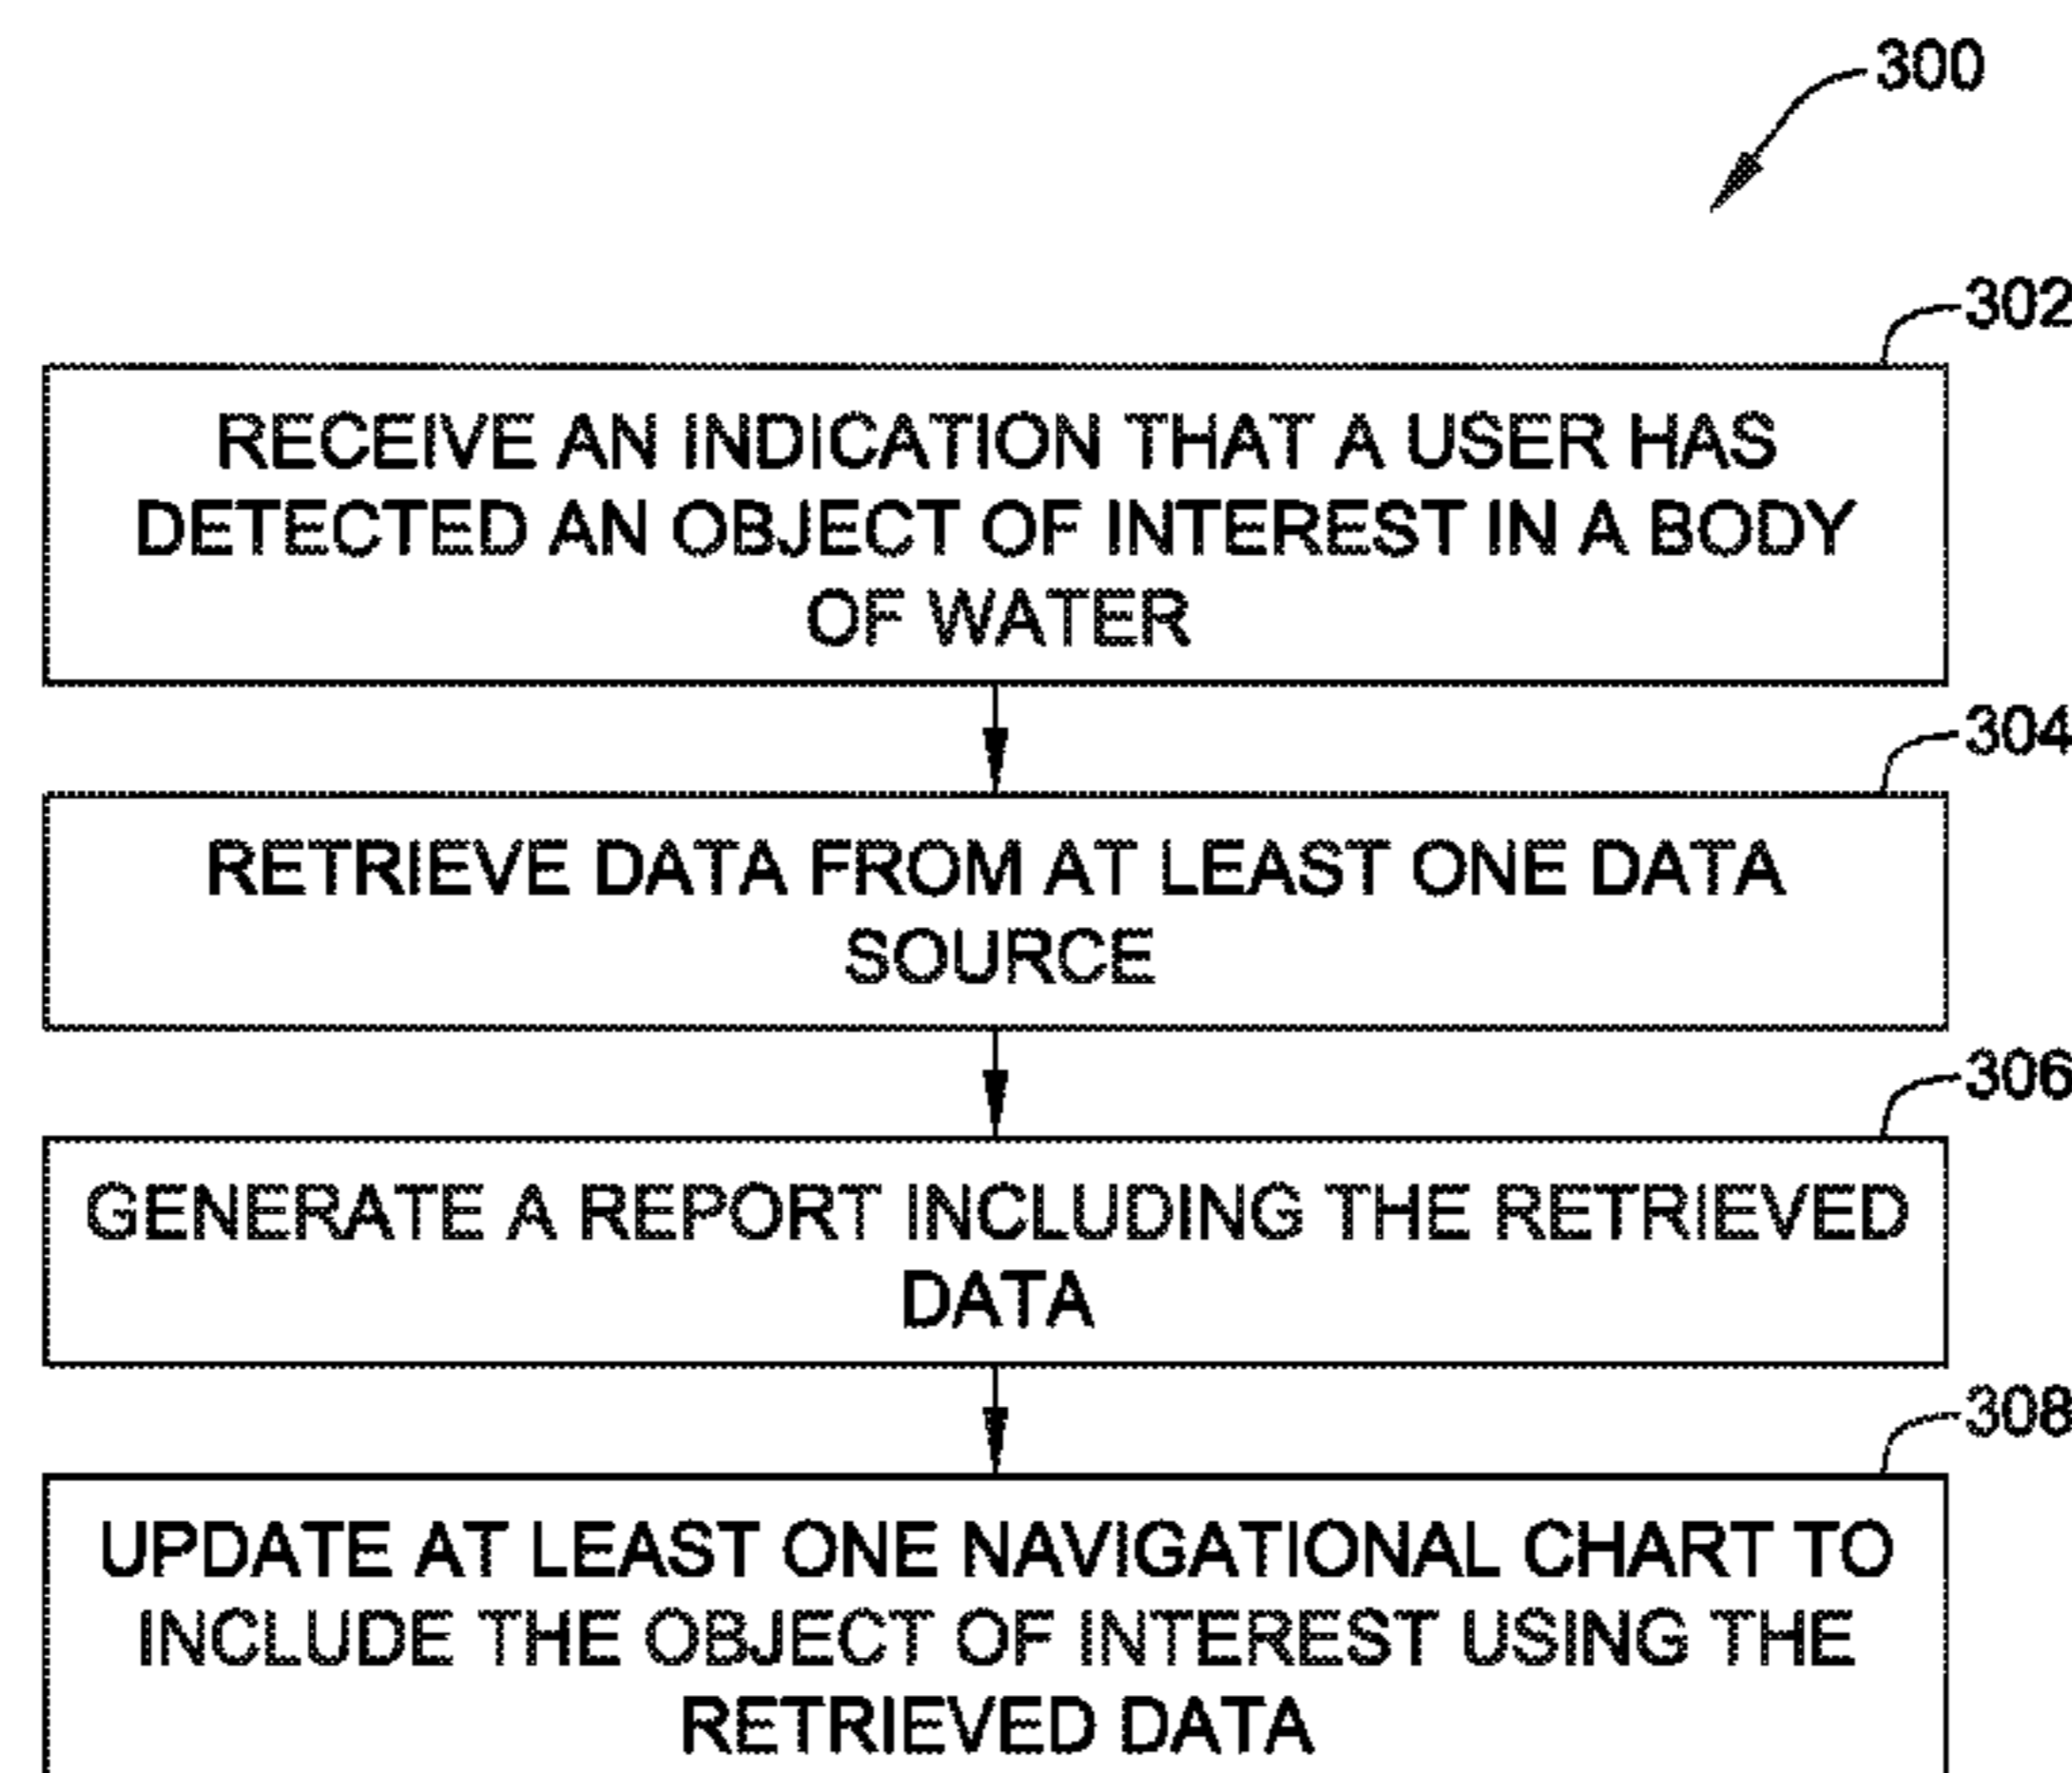 300
302
RECEIVE AN INDICATION THAT A USER HAS
DETECTED AN OBJECT OF INTEREST IN A BODY
OF WATER
304
RETRIEVE DATA FROM AT LEAST ONE DATA
SOURCE
306
GENERATE A REPORT INCLUDING THE RETRIEVED
DATA
308
UPDATE AT LEAST ONE NAVIGATIONAL CHART TO
INCLUDE THE OBJECT OF INTEREST USING THE
RETRIEVED DATA